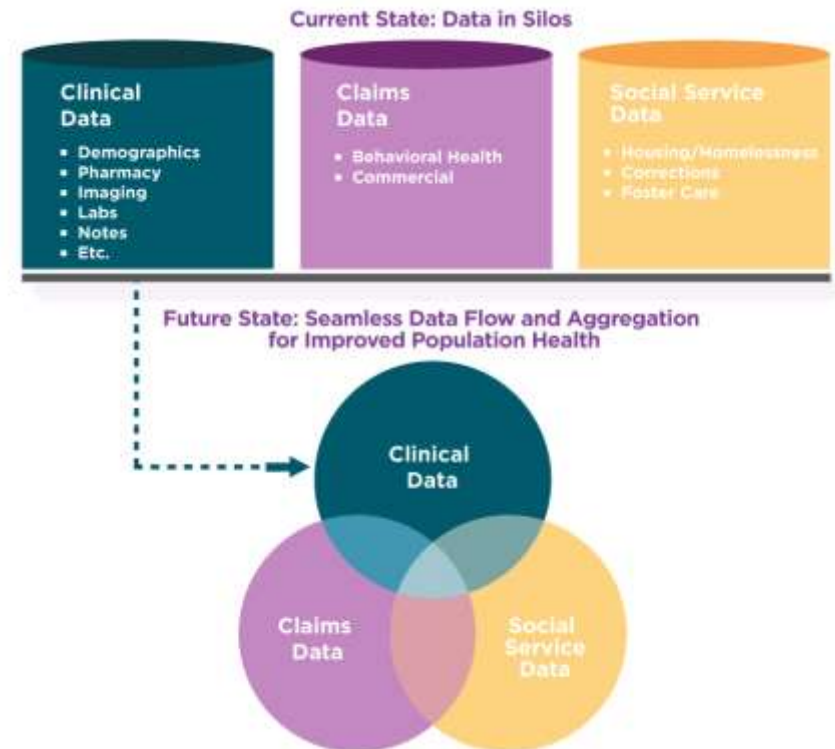 Current State: Data in Silos
Clinical
Data
▪ Demographics
▪ Pharmacy
▪ Imaging
▪ Labs
▪ Notes
▪ Etc.
Claims
Data
▪ Behavioral Health
▪ Commercial
Social Service
Data
▪ Housing/Homelessness
▪ Corrections
▪ Foster Care
Future State: Seamless Data Flow and Aggregation
for Improved Population Health
Clinical
Data
Claims
Data
Social
Service
Data